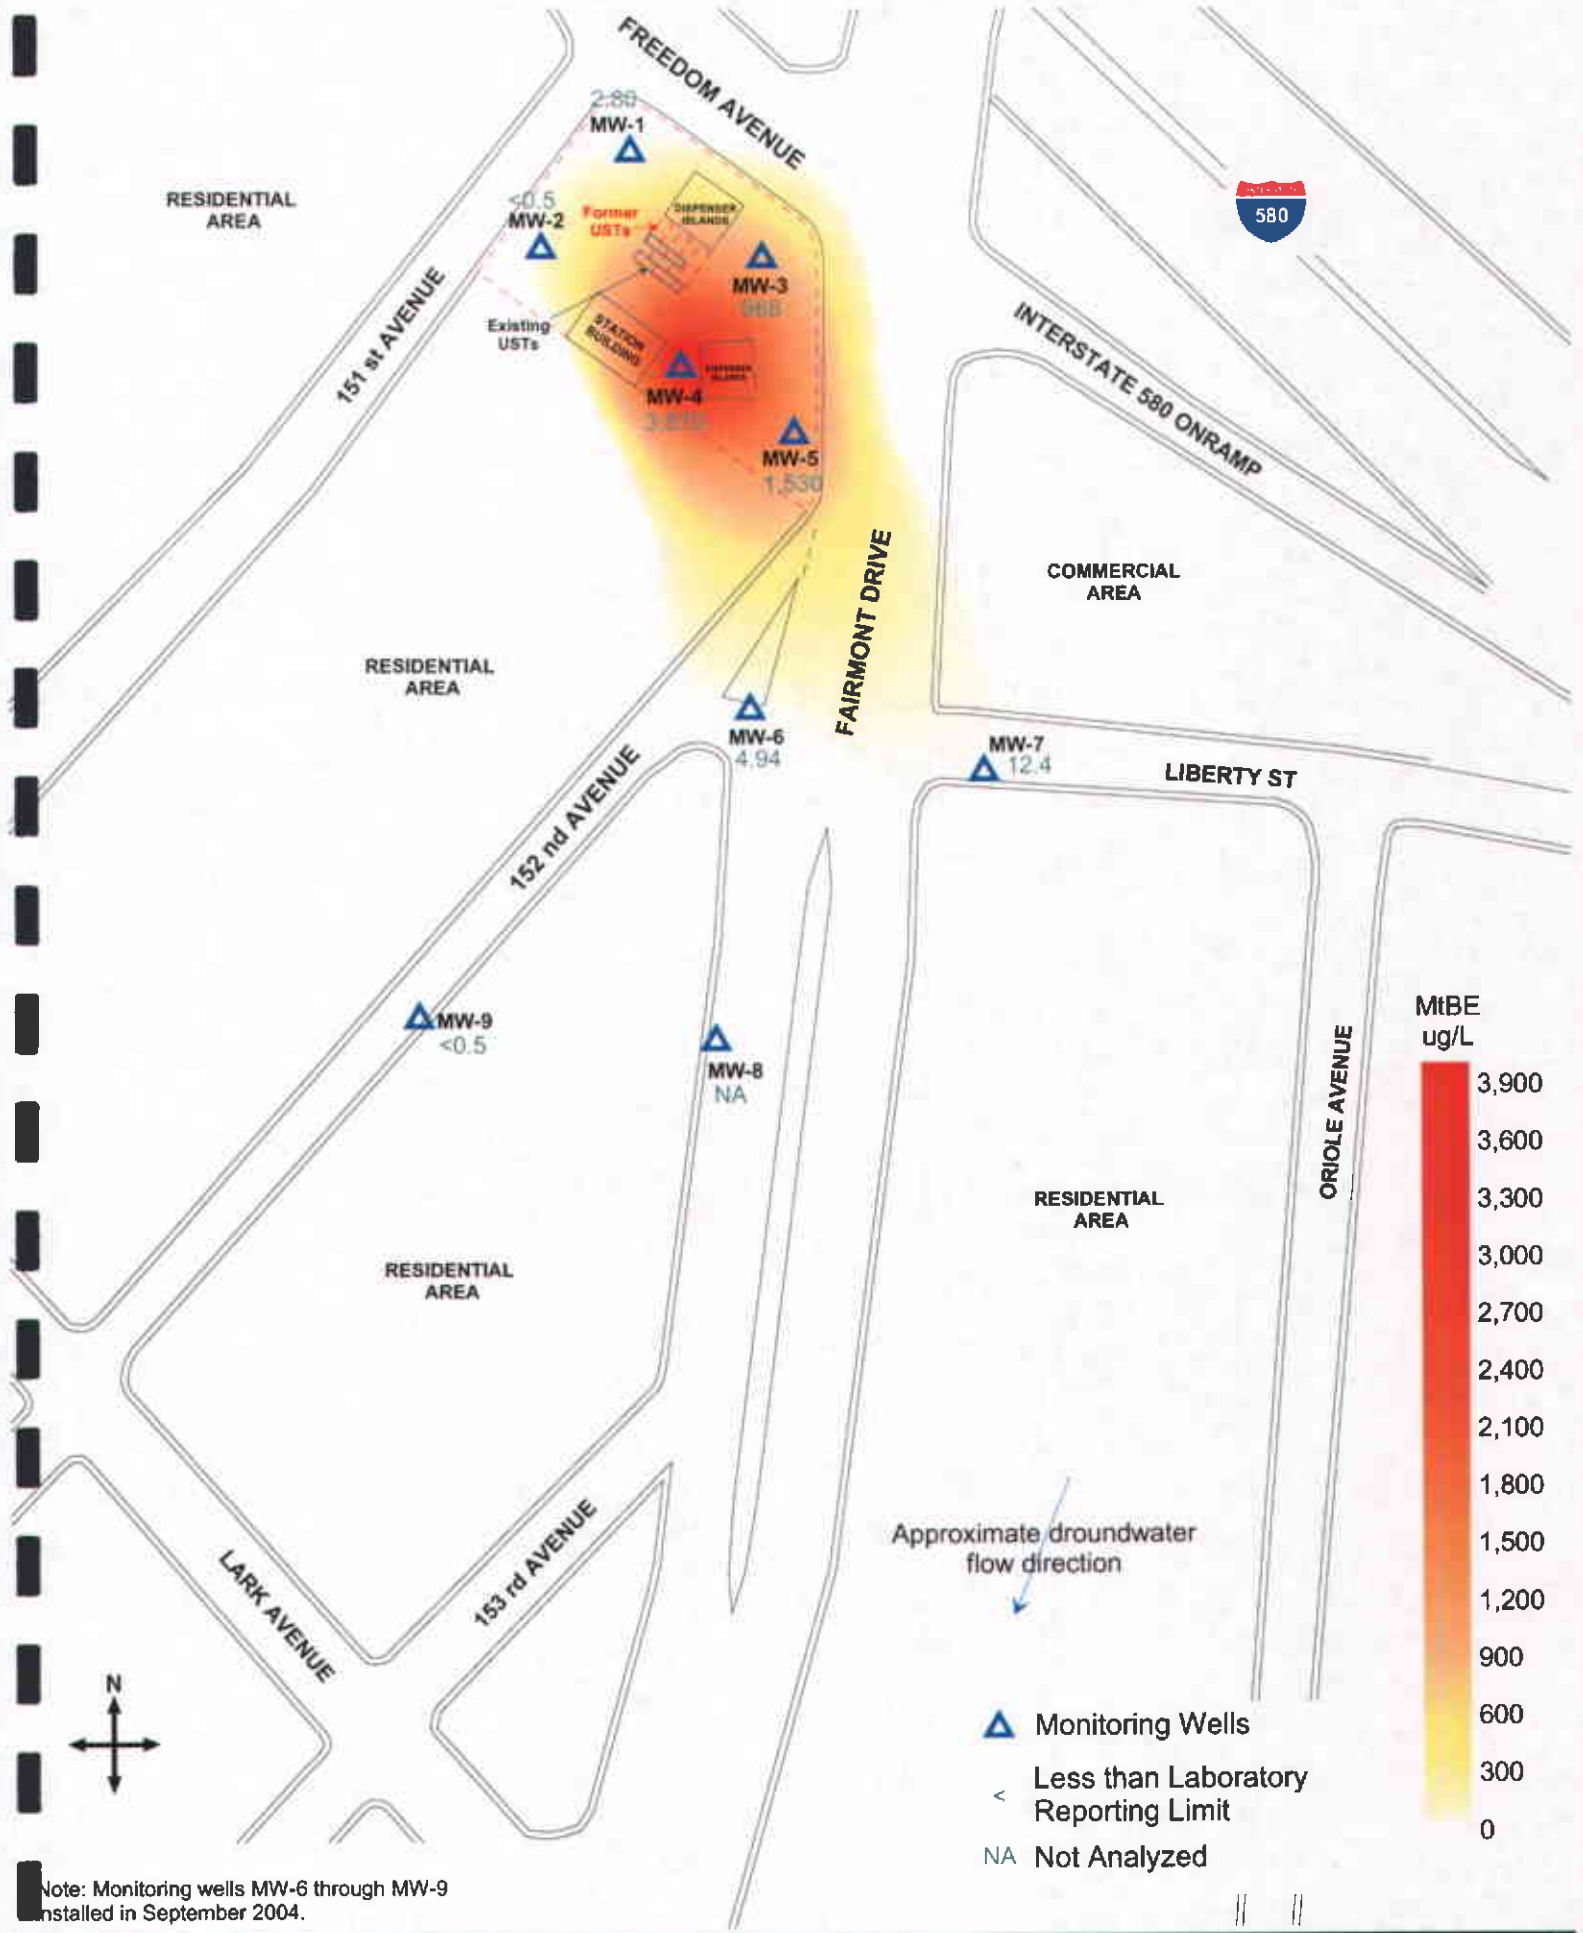 FREEDOM AVENUE
2.80
MW-1
RESIDENTIAL
AREA
<0.5
MW-2
Former
USTs
DISPENSER
ISLANDS
580
MW-3
968
151 st AVENUE
Existing
USTs
STATION
BUILDING
INTERSTATE 580 ONRAMP
MW-4
DISPENSER
ISLANDS
MW-5
1,530
FAIRMONT DRIVE
COMMERCIAL
AREA
RESIDENTIAL
AREA
MW-6
4.94
MW-7
12.4
LIBERTY ST
152 nd AVENUE
MW-9
<0.5
MW-8
NA
ORIOLE AVENUE
RESIDENTIAL
AREA
RESIDENTIAL
AREA
MtBE
ug/L
3,900
3,600
3,300
3,000
2,700
2,400
2,100
1,800
1,500
1,200
900
600
300
0
Approximate droundwater
flow direction
LARK AVENUE
153 rd AVENUE
N
Monitoring Wells
< Less than Laboratory
Reporting Limit
NA Not Analyzed
Note: Monitoring wells MW-6 through MW-9
installed in September 2004.